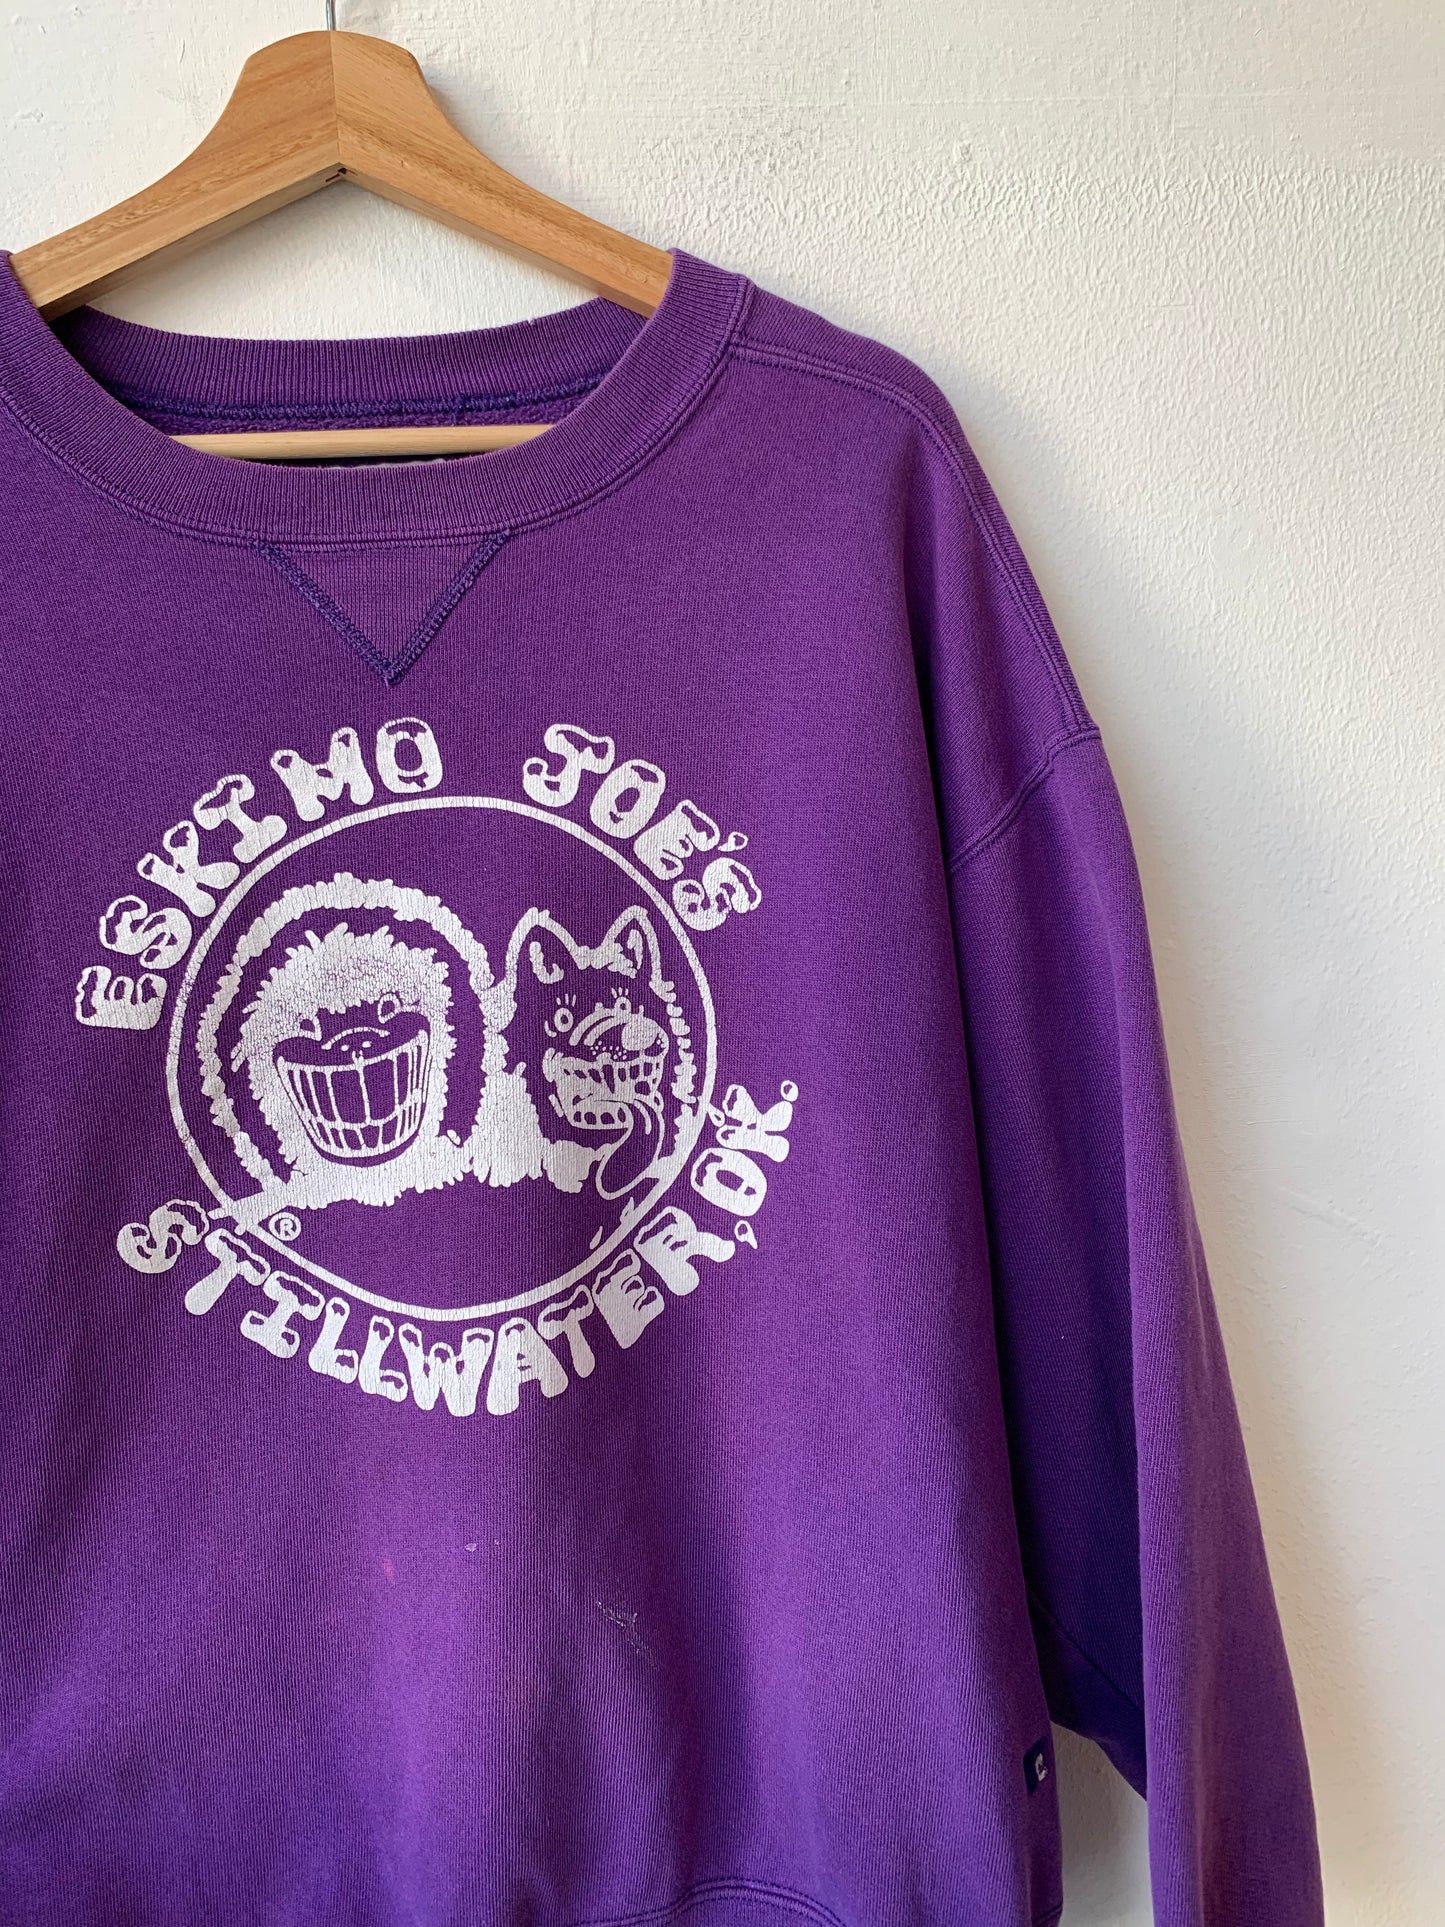 ESKIMO JOE'S
®
STILLWATER, OK.